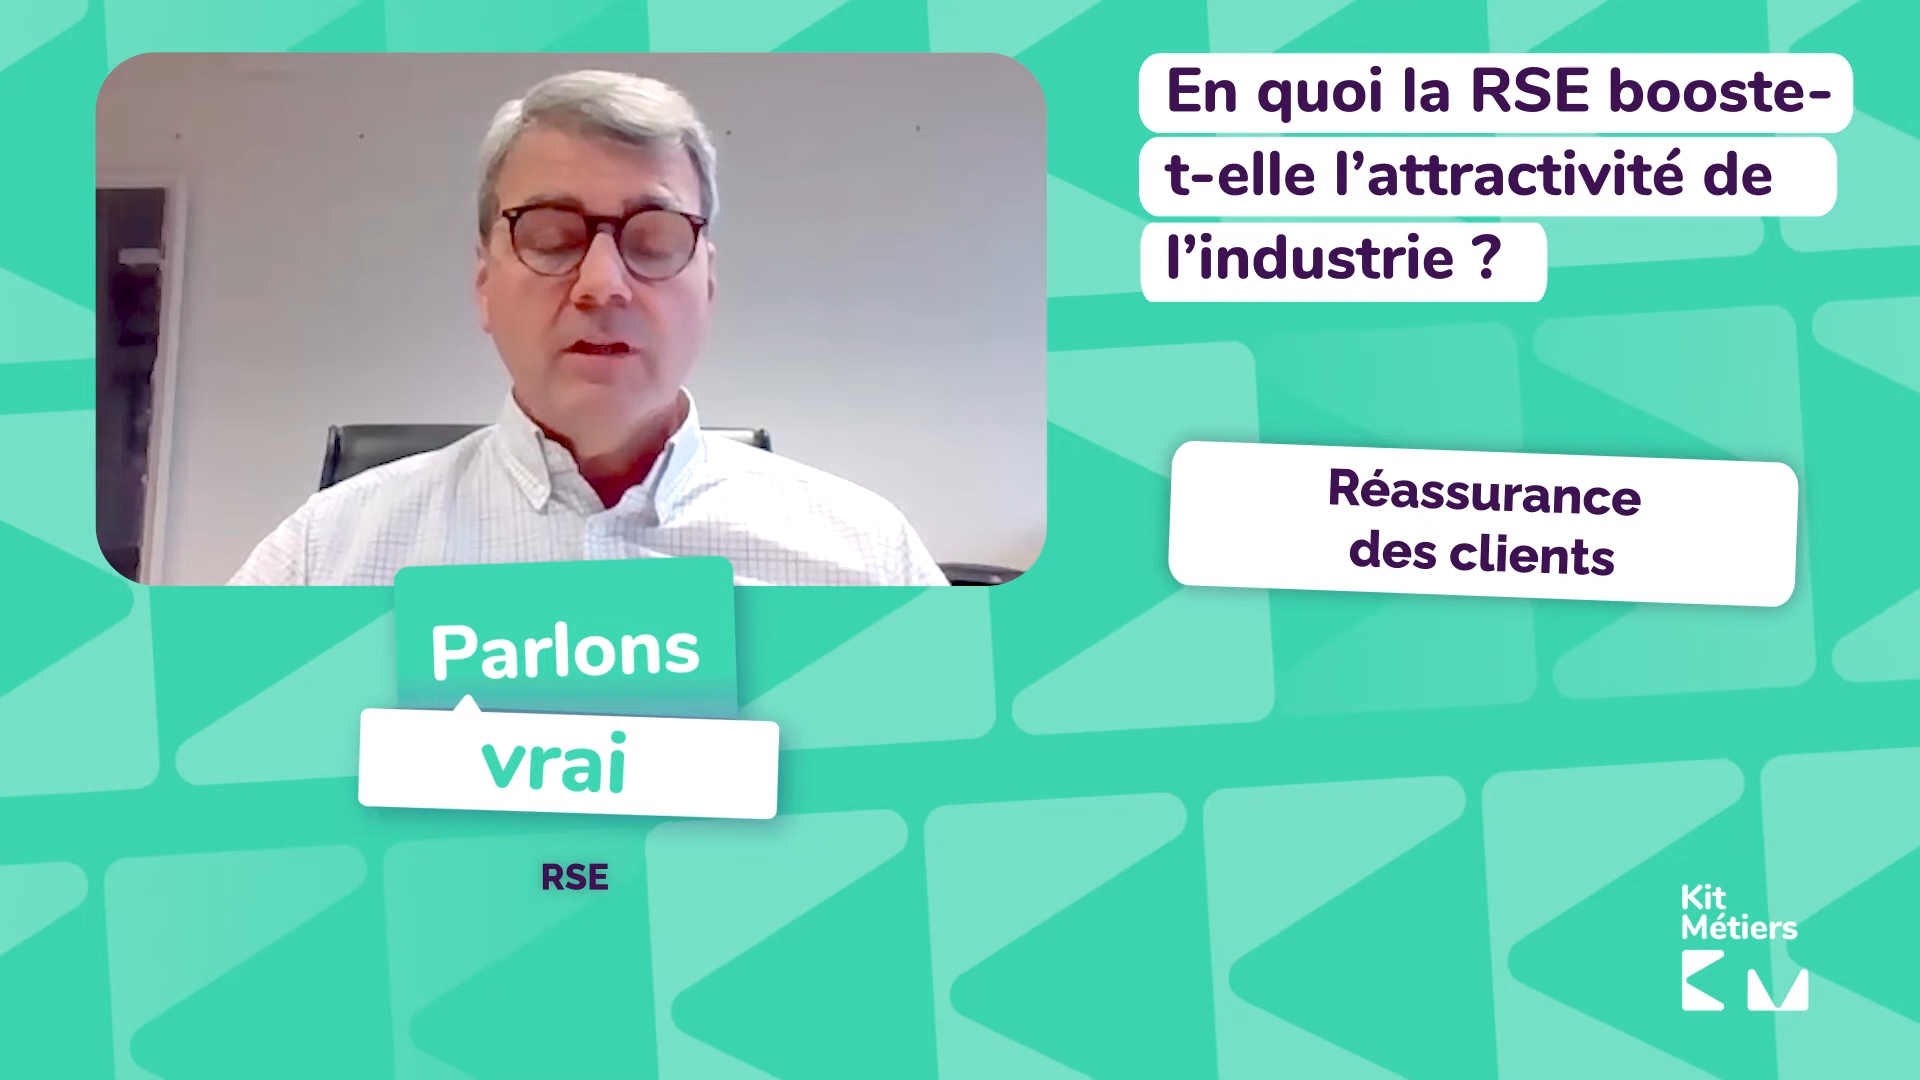 En quoi la RSE booste-
t-elle l’attractivité de
l’industrie ?
Réassurance
des clients
Parlons
vrai
RSE
Kit
Métiers